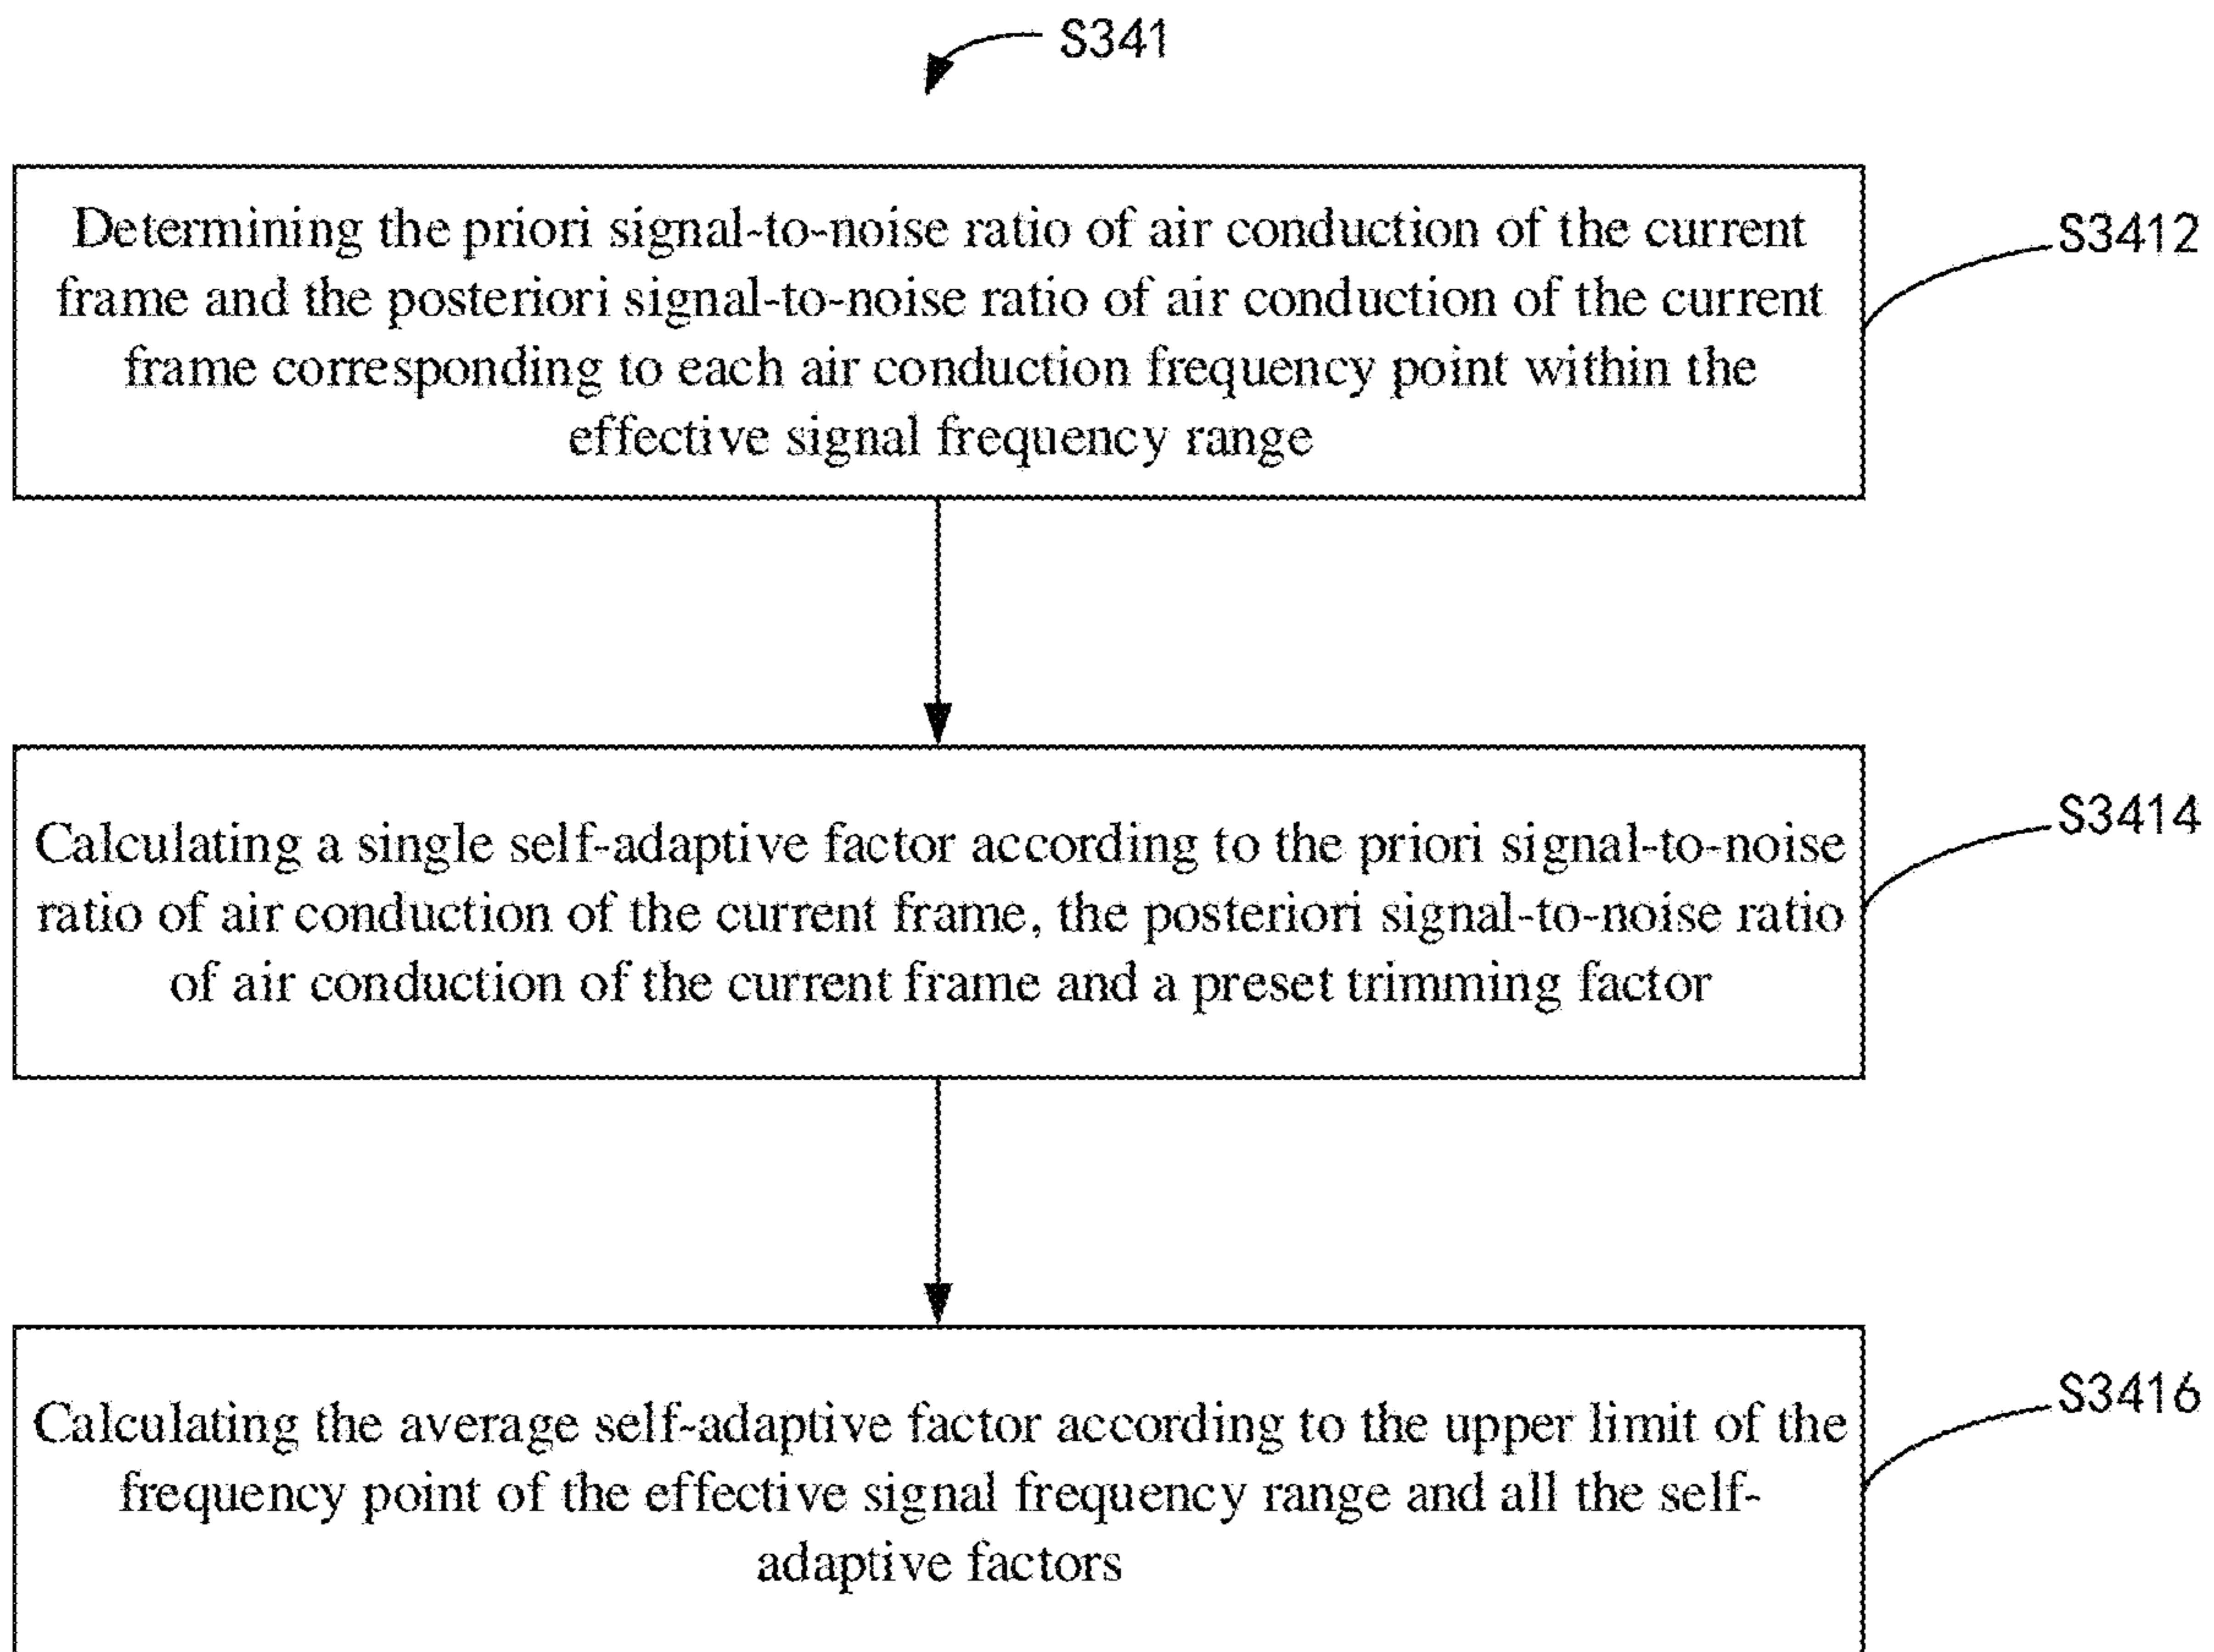 S341
Determining the priori signal-to-noise ratio of air conduction of the current
S3412
frame and the posteriori signal-to-noise ratio of air conduction of the current
frame corresponding to each air conduction frequency point within the
effective signal frequency range
S3414
Calculating a single self-adaptive factor according to the priori signal-to-noise
ratio of air conduction of the current frame, the posteriori signal-to-noise ratio
of air conduction of the current frame and a preset trimming factor
S3416
Calculating the average self-adaptive factor according to the upper limit of the
frequency point of the effective signal frequency range and all the self-
adaptive factors